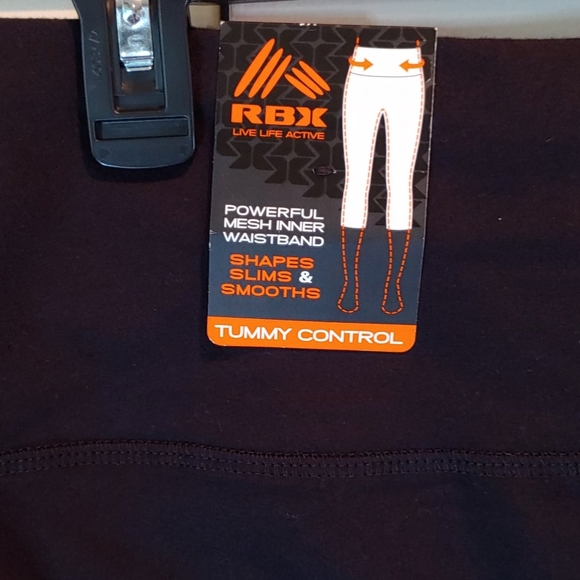 RBX
LIVE LIFE ACTIVE
POWERFUL
MESH INNER
WAISTBAND
SHAPES
SLIMS &
SMOOTHS
TUMMY CONTROL